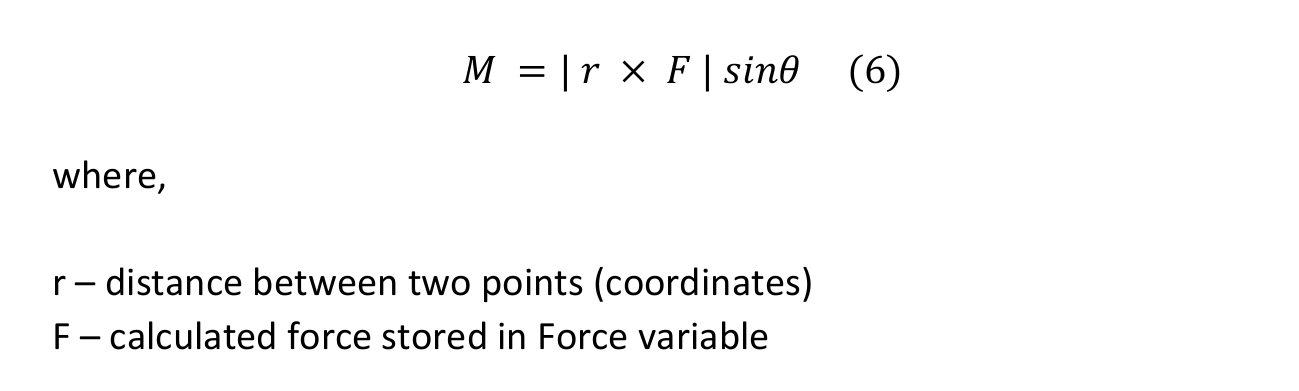 M = | r × F | sinθ (6)
where,
r – distance between two points (coordinates)
F – calculated force stored in Force variable